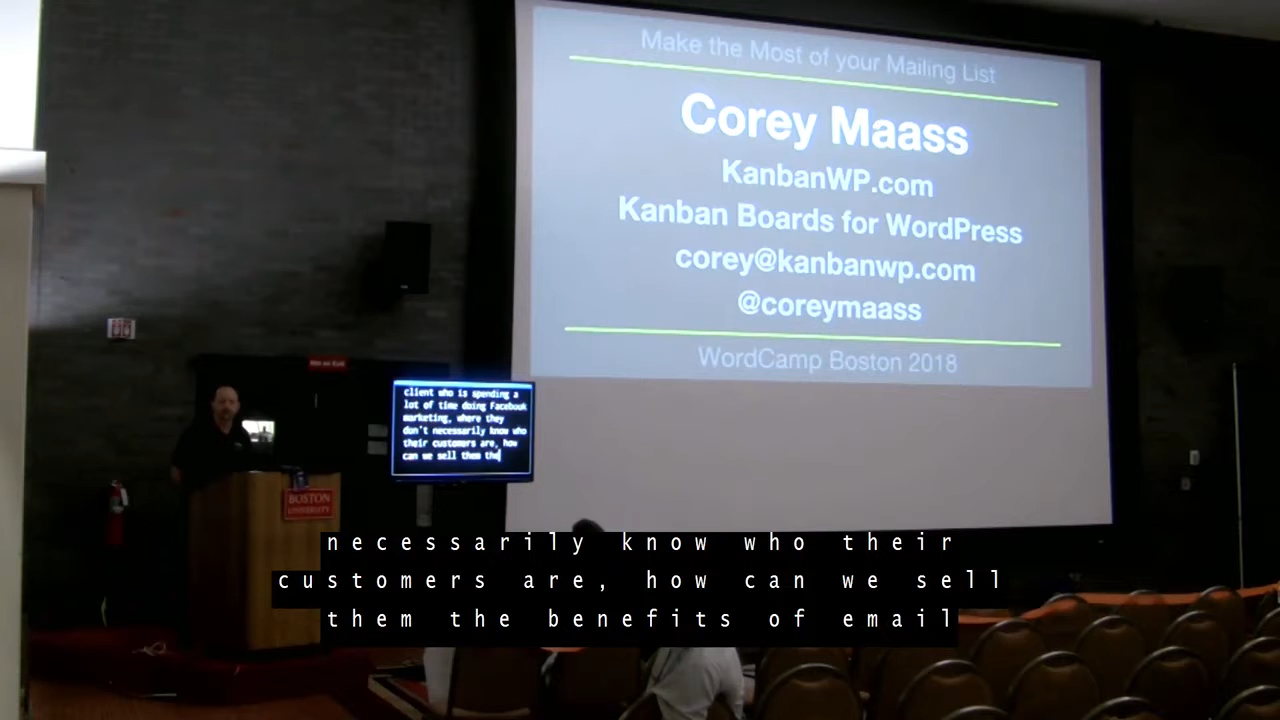 Make the Most of your Mailing List
Corey Maass
KanbanWP.com
Kanban Boards for WordPress
corey@kanbanwp.com
@coreymaass
WordCamp Boston 2018
client who is spending a
lot of time doing Facebook
marketing, where they
don't necessarily know who
their customers are, how
can we sell them the
BOSTON
UNIVERSITY
necessarily know who their
customers are, how can we sell
them the benefits of email